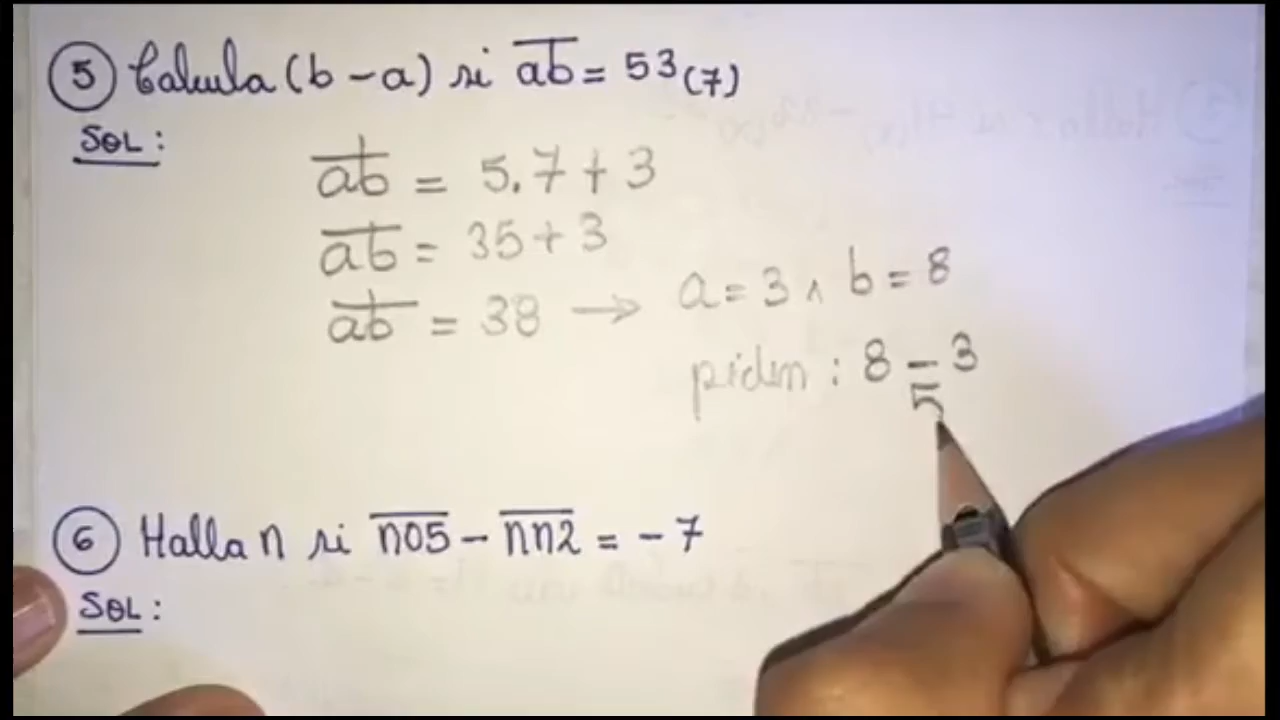 5 Calcula (b - a) si ab = 53(7)
SOL:
ab = 5.7 + 3
ab = 35 + 3
ab = 38 → a = 3 ∧ b = 8
piden : 8 - 3
5
6 Halla n si n05 - nn2 = - 7
SOL: